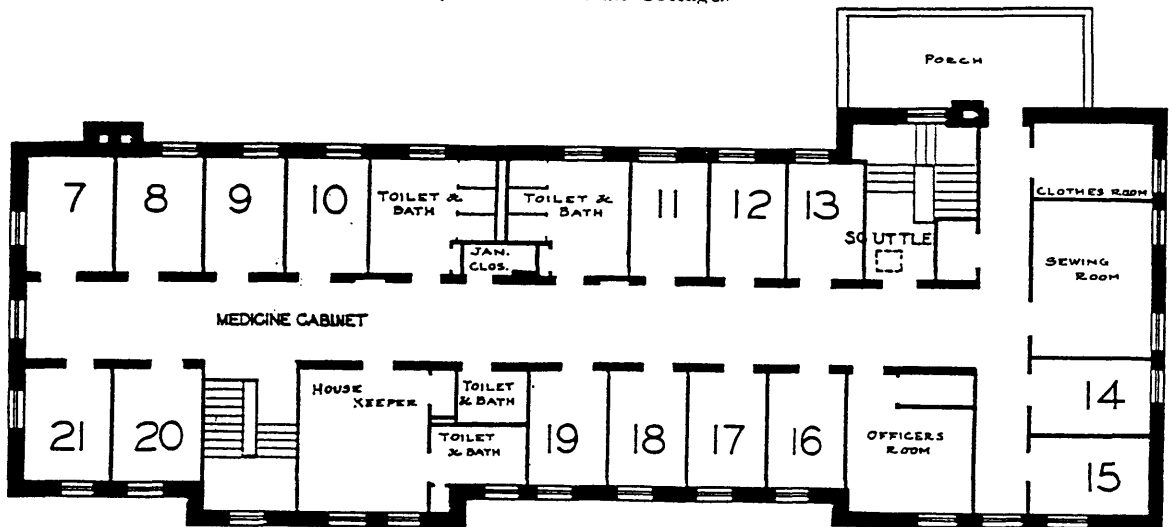 PORCH
7
8
9
10
TOILET &
BATH
TOILET &
BATH
11
12
13
CLOTHES ROOM
JAN.
CLOS.
SCUTTLE
SEWING
ROOM
MEDICINE CABINET
21
20
HOUSE
KEEPER
TOILET
& BATH
TOILET
& BATH
19
18
17
16
OFFICERS
ROOM
14
15